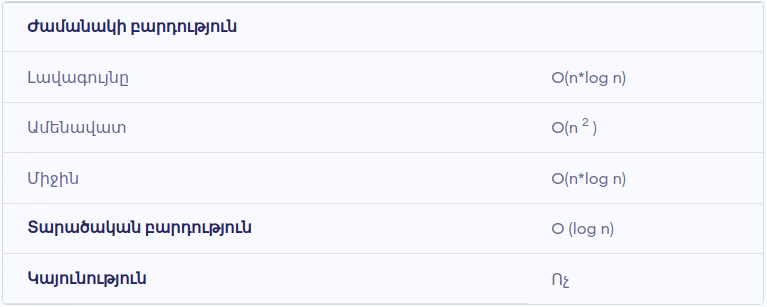 Ժամանակի բարդություն
Լավագույնը O(n*log n)
Ամենավատ O(n 2 )
Միջին O(n*log n)
Տարածական բարդություն O (log n)
Կայունություն Ոչ